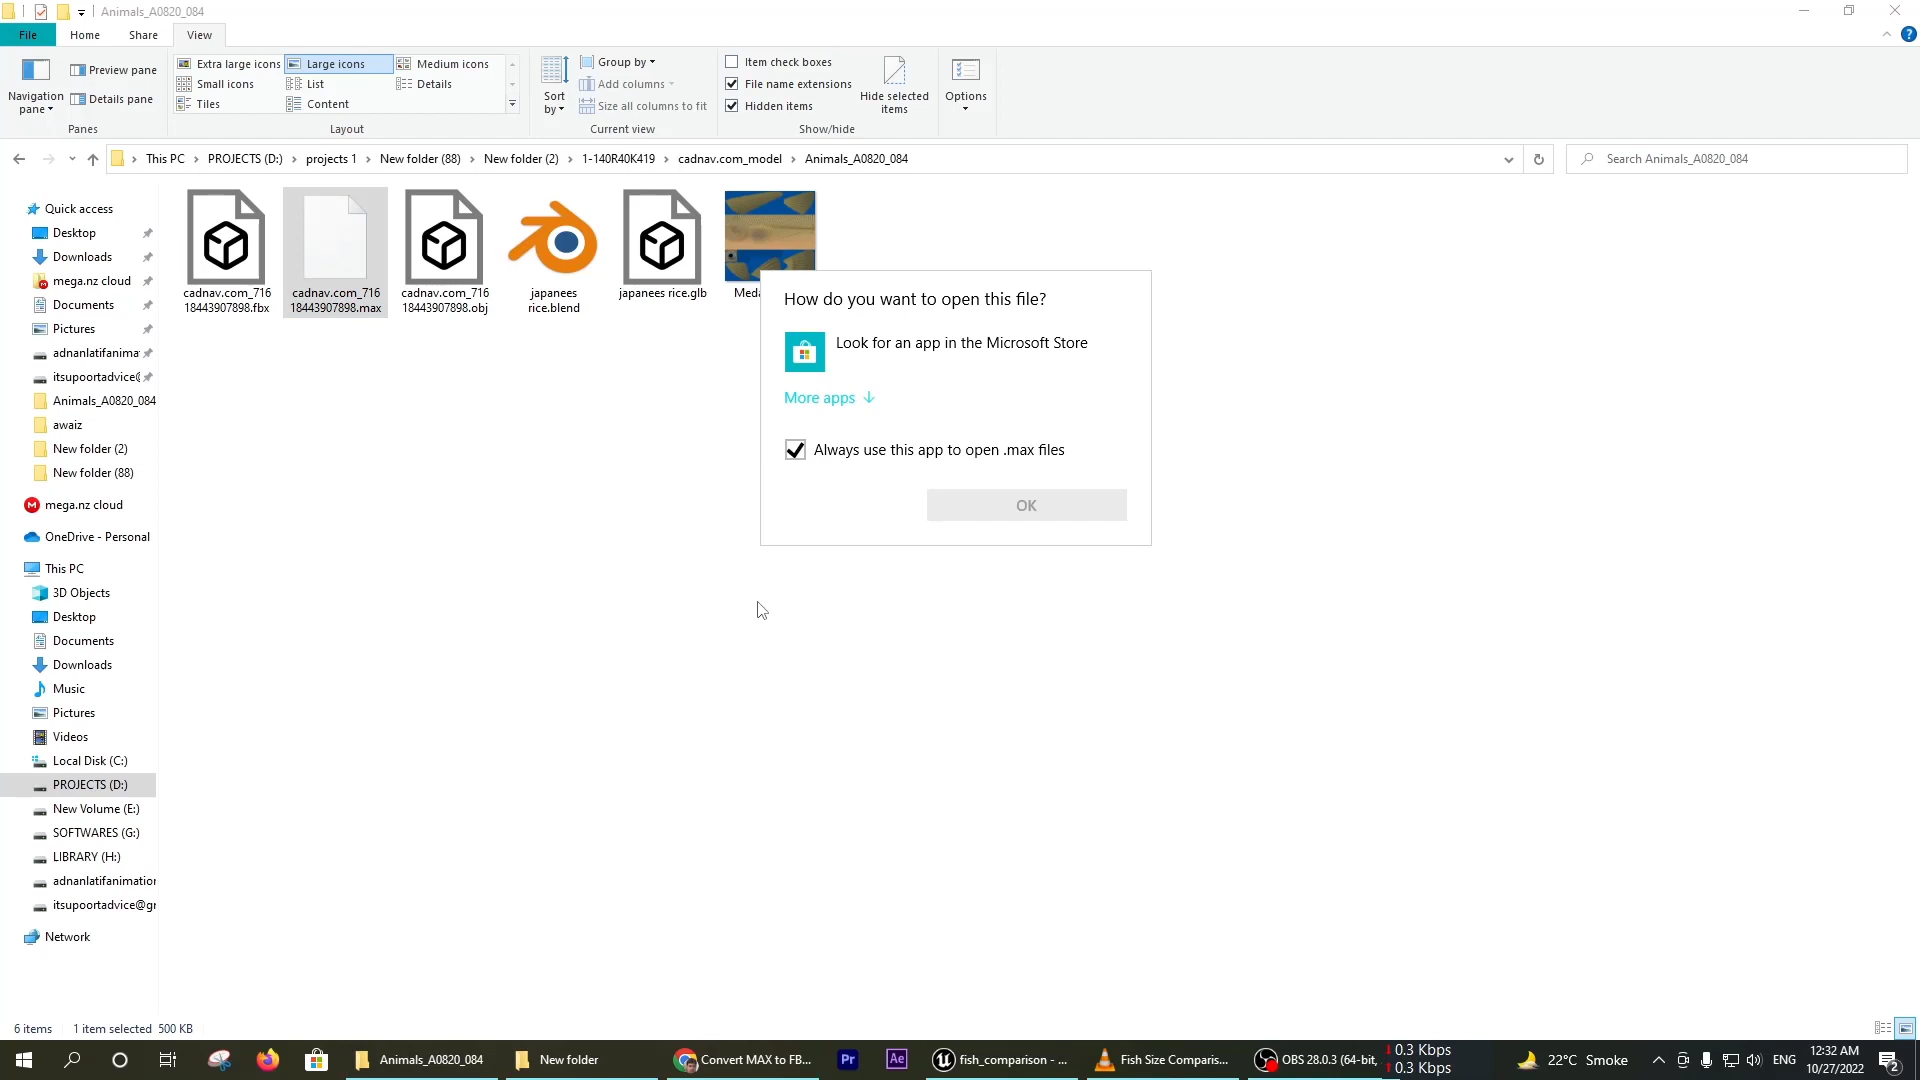 Animals_A0820_084
File Home Share View
Navigation pane
Preview pane
Details pane
Panes
Extra large icons Large icons Medium icons
Small icons List Details
Tiles Content
Layout
Sort by
Group by
Add columns
Size all columns to fit
Current view
Item check boxes
File name extensions
Hidden items
Hide selected items
Show/hide
Options
This PC PROJECTS (D:) projects 1 New folder (88) New folder (2) 1-140R40K419 cadnav.com_model Animals_A0820_084
Search Animals_A0820_084
Quick access
Desktop
Downloads
mega.nz cloud
Documents
Pictures
adnanlatifanima
itsupoortadvice@
Animals_A0820_084
awaiz
New folder (2)
New folder (88)
mega.nz cloud
OneDrive - Personal
This PC
3D Objects
Desktop
Documents
Downloads
Music
Pictures
Videos
Local Disk (C:)
PROJECTS (D:)
New Volume (E:)
SOFTWARES (G:)
LIBRARY (H:)
adnanlatifanimation
itsupoortadvice@gr
Network
cadnav.com_716
18443907898.fbx
cadnav.com_716
18443907898.max
cadnav.com_716
18443907898.obj
japanees
rice.blend
japanees rice.glb
Meda
How do you want to open this file?
Look for an app in the Microsoft Store
More apps
Always use this app to open .max files
OK
6 items 1 item selected 500 KB
Animals_A0820_084
New folder
Convert MAX to FB...
Pr
Ae
fish_comparison - ...
Fish Size Comparis...
OBS 28.0.3 (64-bit,
0.3 Kbps
0.3 Kbps
22°C Smoke
ENG
12:32 AM
10/27/2022
2